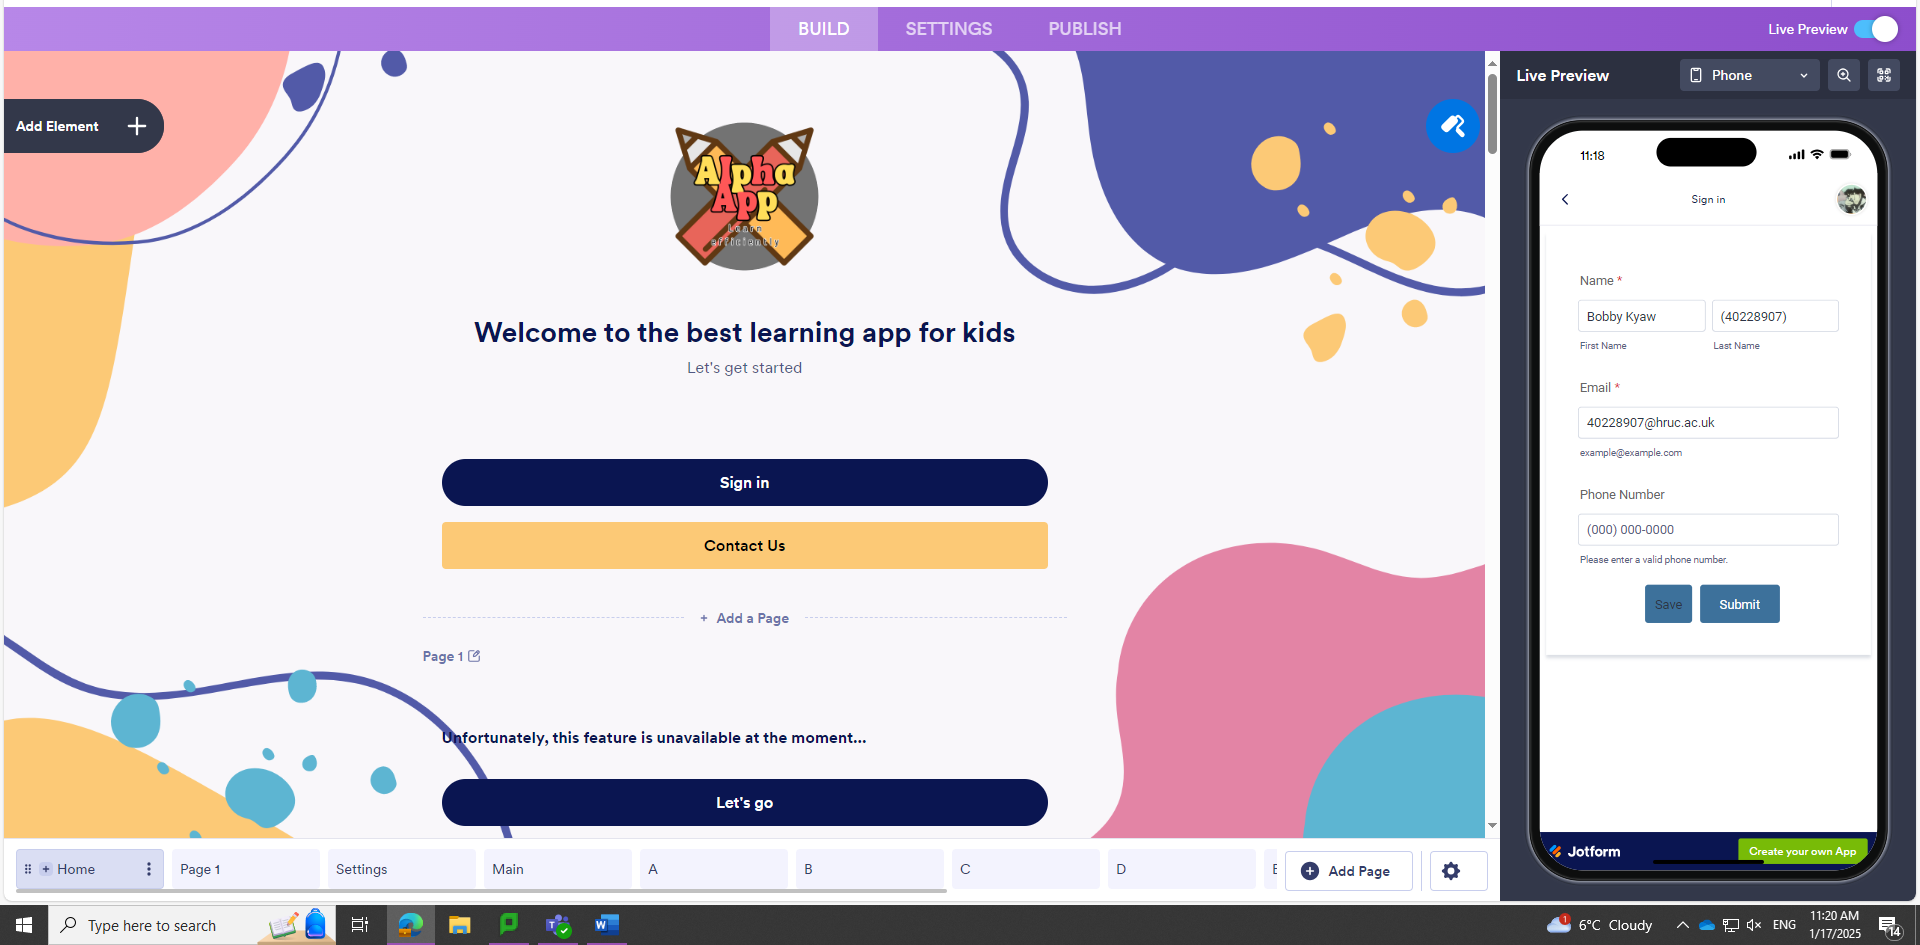 BUILD
SETTINGS
PUBLISH
Live Preview
Add Element
Alpha
App
Learn
efficiently
Welcome to the best learning app for kids
Let's get started
Sign in
Contact Us
+ Add a Page
Page 1
Unfortunately, this feature is unavailable at the moment...
Let's go
Home
Page 1
Settings
Main
A
B
C
D
Add Page
Live Preview
Phone
11:18
Sign in
Name *
Bobby Kyaw
(40228907)
First Name
Last Name
Email *
40228907@hruc.ac.uk
example@example.com
Phone Number
(000) 000-0000
Please enter a valid phone number.
Save
Submit
Jotform
Create your own App
Type here to search
1
6°C Cloudy
ENG
11:20 AM
1/17/2025
14